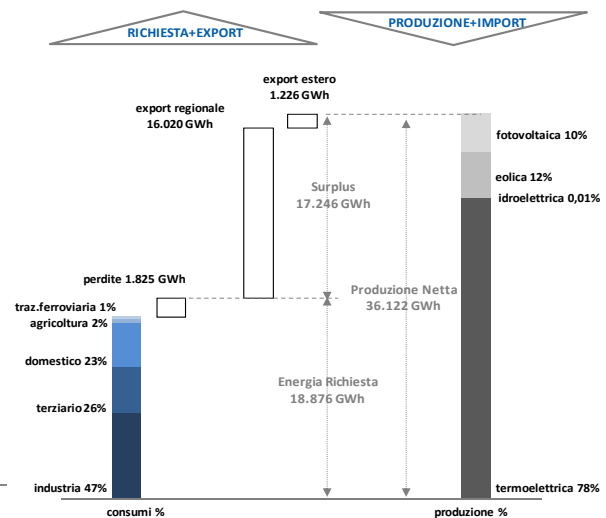 RICHIESTA+EXPORT
PRODUZIONE+IMPORT
export estero
1.226 GWh
export regionale
16.020 GWh
fotovoltaica 10%
eolica 12%
idroelettrica 0,01%
Surplus
17.246 GWh
perdite 1.825 GWh
Produzione Netta
36.122 GWh
traz.ferroviaria 1%
agricoltura 2%
domestico 23%
Energia Richiesta
18.876 GWh
terziario 26%
industria 47%
termoelettrica 78%
consumi %
produzione %